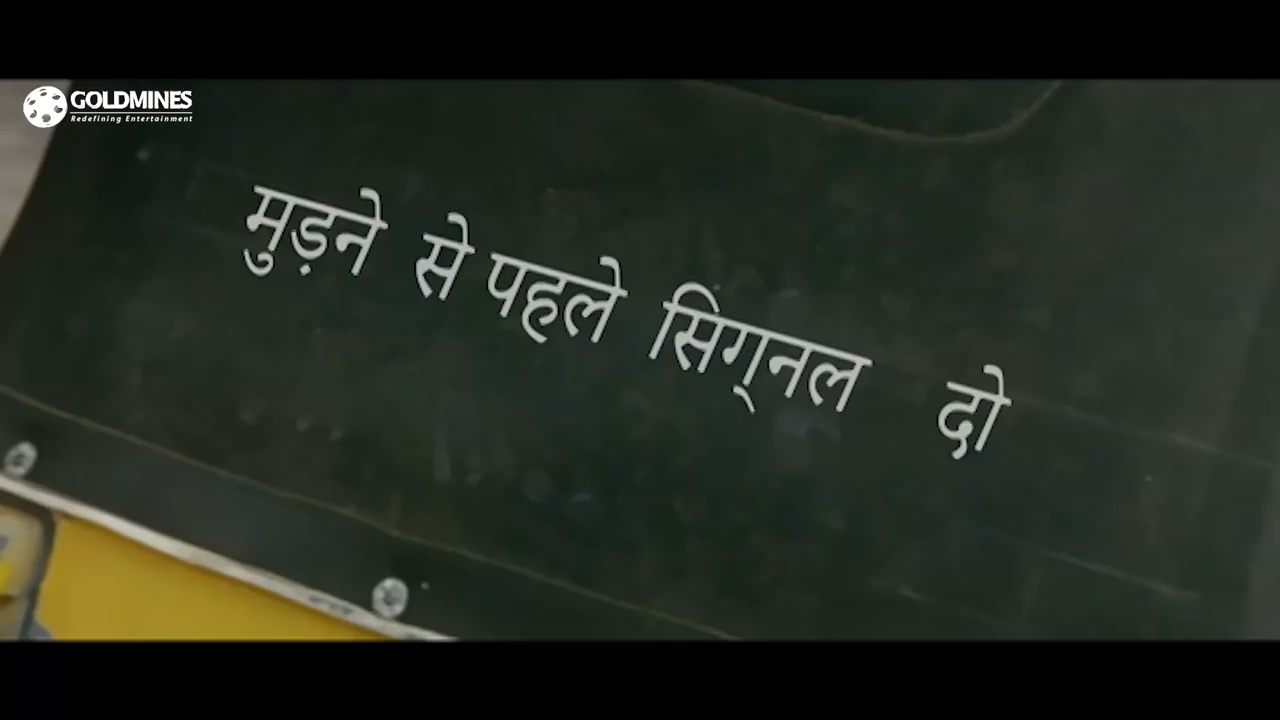 GOLDMINES
Redefining Entertainment
मुड़ने से पहले सिग्नल दो